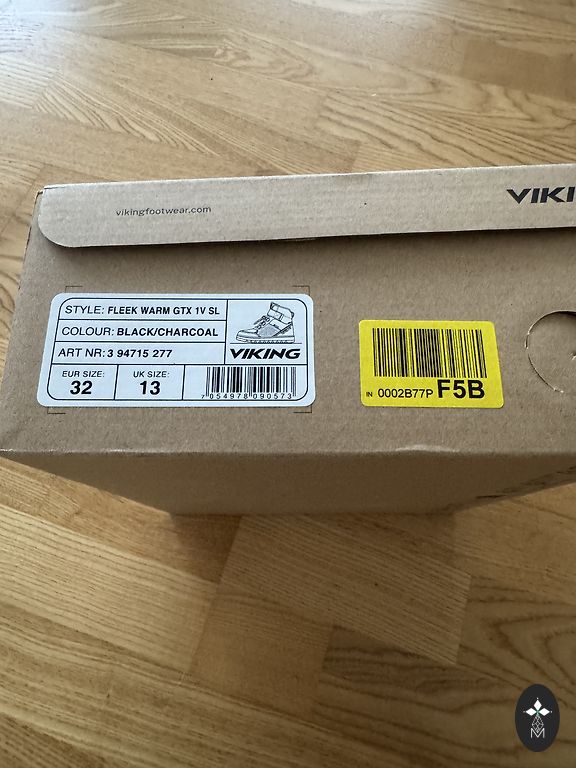 vikingfootwear.com
VIKI
STYLE: FLEEK WARM GTX 1V SL
COLOUR: BLACK/CHARCOAL
ART NR: 3 94715 277
VIKING
EUR SIZE:
32
UK SIZE:
13
7 054978 090573
IN 0002B77P F5B
M